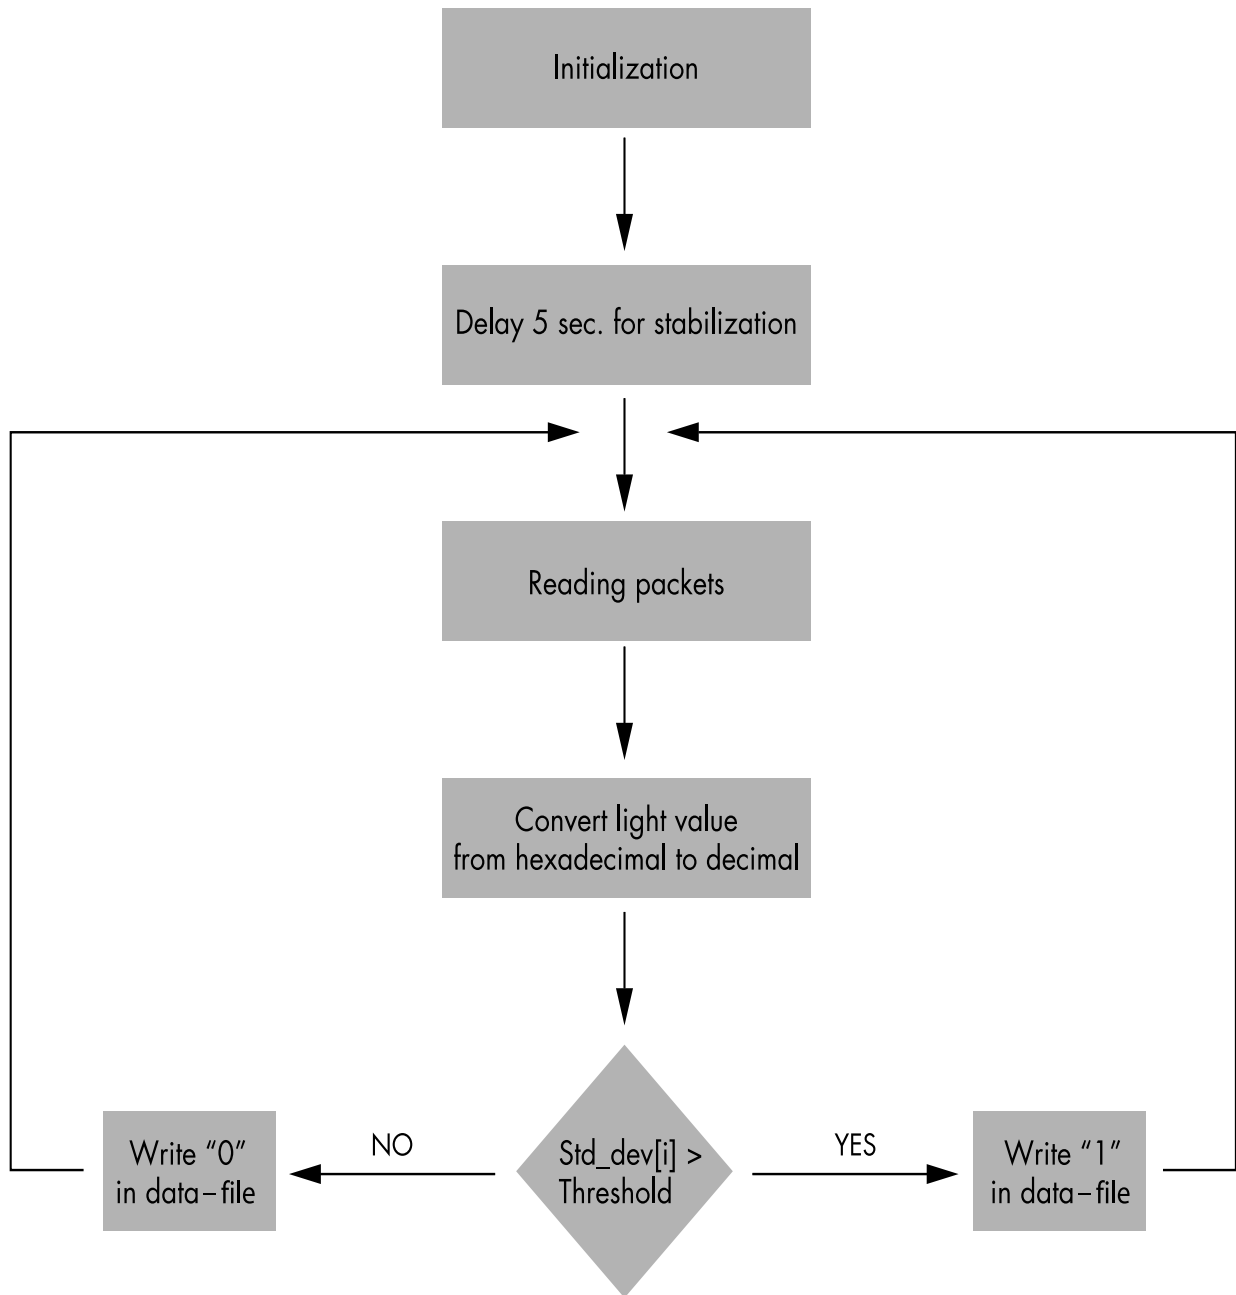 Initialization
Delay 5 sec. for stabilization
Reading packets
Convert light value
from hexadecimal to decimal
Write “0”
in data–file
NO
Std_dev[i] >
Threshold
YES
Write “1”
in data–file